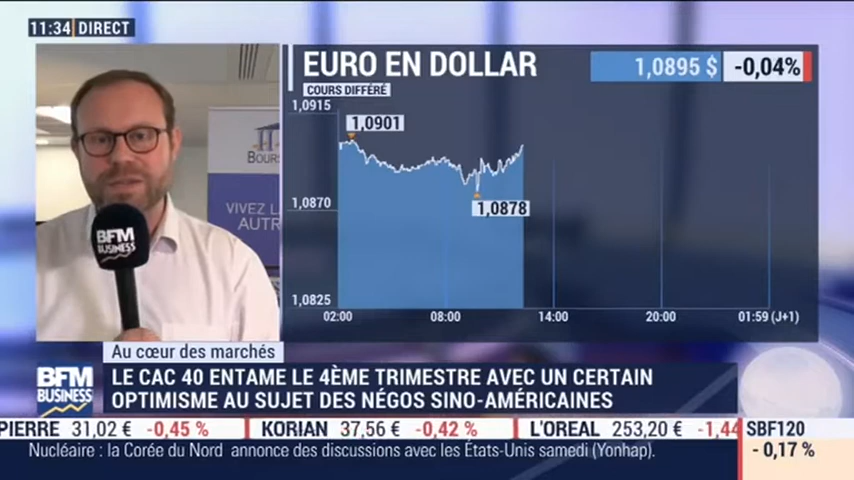 11:34 DIRECT
EURO EN DOLLAR
1,0895 $
-0,04%
COURS DIFFÉRÉ
1,0915
1,0901
1,0870
1,0878
1,0825
02:00
08:00
14:00
20:00
01:59 (J+1)
VIVEZ
AUTR
BFM
BUSINESS
Au cœur des marchés
BFM
BUSINESS
LE CAC 40 ENTAME LE 4ÈME TRIMESTRE AVEC UN CERTAIN
OPTIMISME AU SUJET DES NÉGOS SINO-AMÉRICAINES
PIERRE 31,02 € -0,45 % KORIAN 37,56 € -0,42 % L'OREAL 253,20 € -1,44
SBF120
- 0,17 %
Nucléaire : la Corée du Nord annonce des discussions avec les États-Unis samedi (Yonhap).